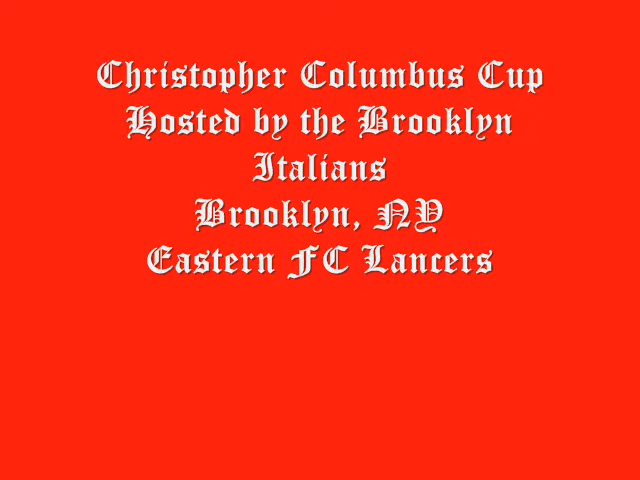 Christopher Columbus Cup
Hosted by the Brooklyn
Italians
Brooklyn, NY
Eastern FC Lancers